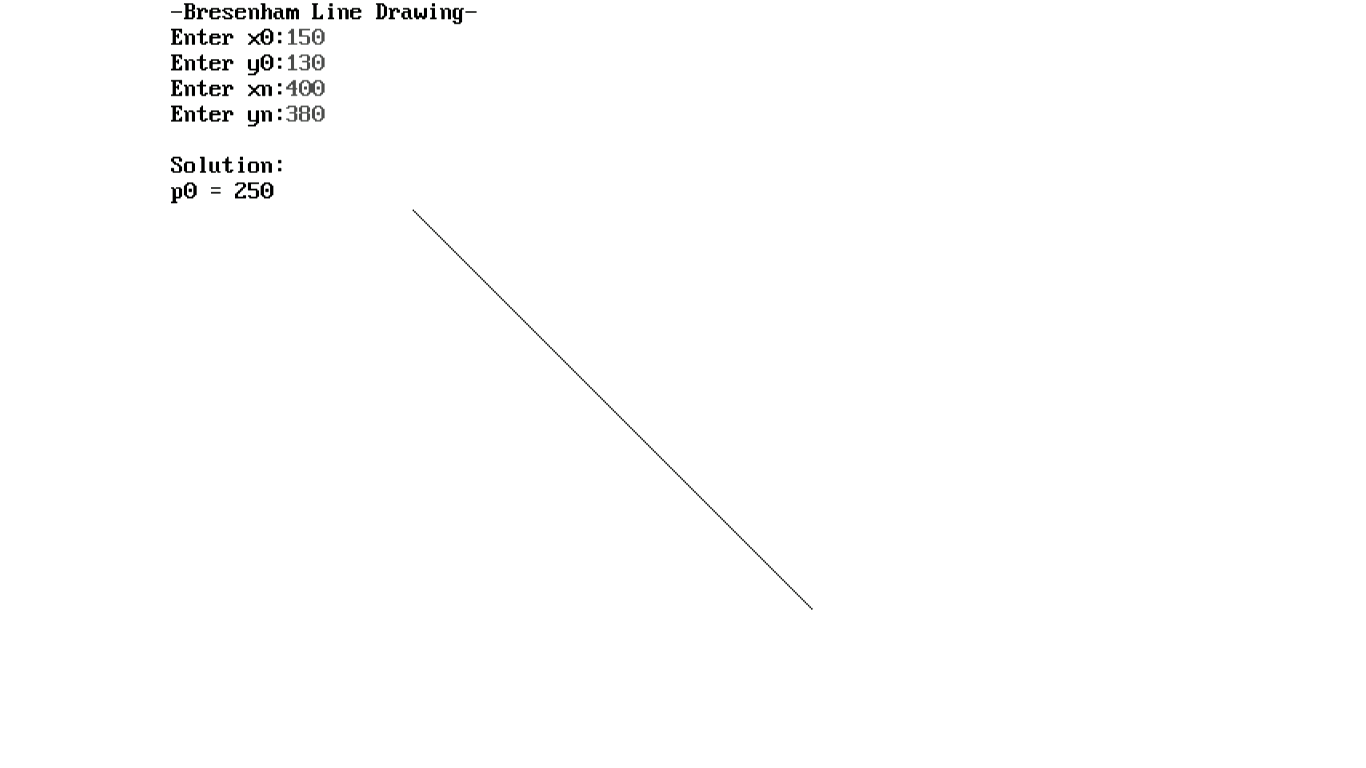 -Bresenham Line Drawing-
Enter x0:150
Enter y0:130
Enter xn:400
Enter yn:380
Solution:
p0 = 250